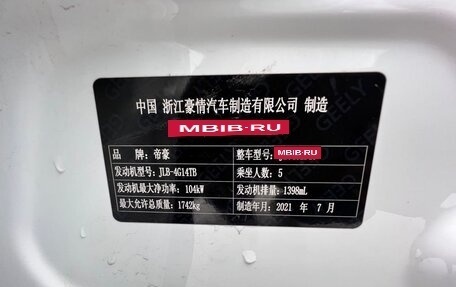 中国 浙江豪情汽车制造有限公司 制造
MBIB.RU
品 牌：帝豪 整车型号：MBIB.RU
发动机型号：JLB-4G14TB 乘坐人数：5
发动机最大净功率：104kW 发动机排量：1398mL
最大允许总质量：1742kg 制造年月：2021 年 7 月
GEELY